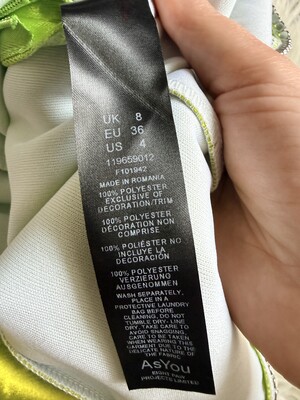 UK 8
EU 36
US 4
119659012
F101942
MADE IN ROMANIA
100% POLYESTER
EXCLUSIVE OF
DECORATION/TRIM
100% POLYESTER
DÉCORATION NON
COMPRISE
100% POLIÉSTER NO
INCLUYE LA
DECORACIÓN
100% POLYESTER
VERZIERUNG
AUSGENOMMEN
WASH SEPARATELY,
PLACE IN A
PROTECTIVE LAUNDRY
BAG BEFORE
CLEANING, DO NOT
TUMBLE DRY- LINE
DRY. TAKE CARE TO
AVOID SNAGGING
CARE TO BE TAKEN
WHEN WEARING THIS
GARMENT DUE TO THE
DELICATE NATURE OF
THE FABRIC
AsYou
PROJECTS LIMITED